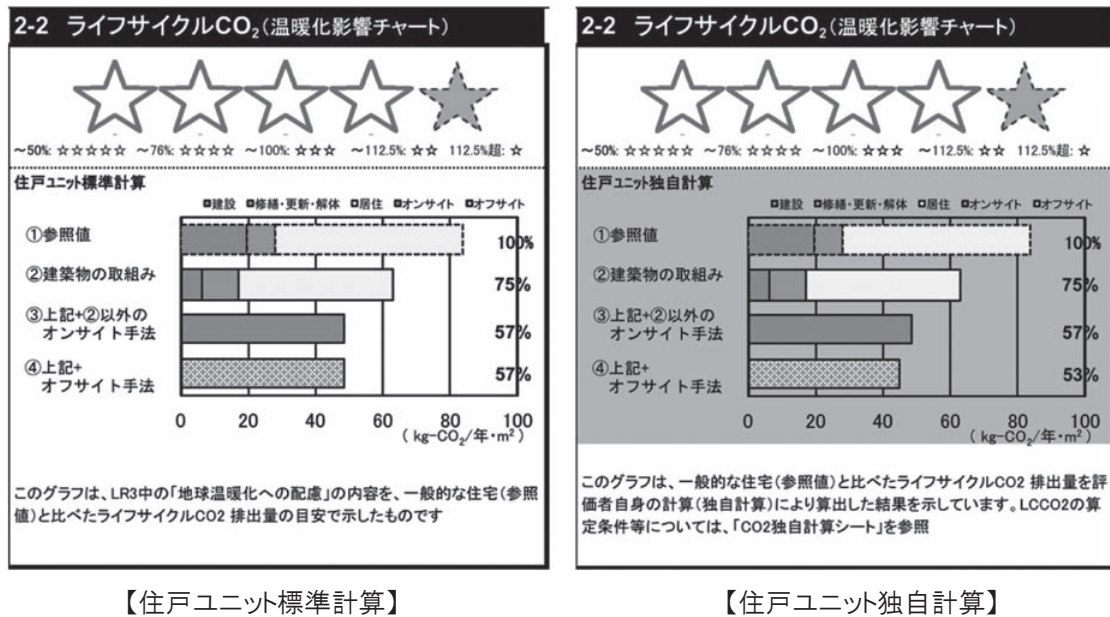 2-2 ライフサイクルCO2(温暖化影響チャート)
~50%: ☆☆☆☆☆ ~76%: ☆☆☆☆ ~100%: ☆☆☆ ~112.5%: ☆☆ 112.5%超: ☆
住戸ユニット標準計算
建設 修繕・更新・解体 居住 オンサイト オフサイト
①参照値 100%
②建築物の取組み 75%
③上記+②以外の
オンサイト手法 57%
④上記+
オフサイト手法 57%
0 20 40 60 80 100
(kg-CO2/年・m2)
このグラフは、LR3中の「地球温暖化への配慮」の内容を、一般的な住宅(参照
値)と比べたライフサイクルCO2 排出量の目安で示したものです
【住戸ユニット標準計算】
2-2 ライフサイクルCO2(温暖化影響チャート)
~50%: ☆☆☆☆☆ ~76%: ☆☆☆☆ ~100%: ☆☆☆ ~112.5%: ☆☆ 112.5%超: ☆
住戸ユニット独自計算
建設 修繕・更新・解体 居住 オンサイト オフサイト
①参照値 100%
②建築物の取組み 75%
③上記+②以外の
オンサイト手法 57%
④上記+
オフサイト手法 53%
0 20 40 60 80 100
(kg-CO2/年・m2)
このグラフは、一般的な住宅(参照値)と比べたライフサイクルCO2 排出量を評
価者自身の計算(独自計算)により算出した結果を示しています。LCCO2の算
定条件等については、「CO2独自計算シート」を参照
【住戸ユニット独自計算】